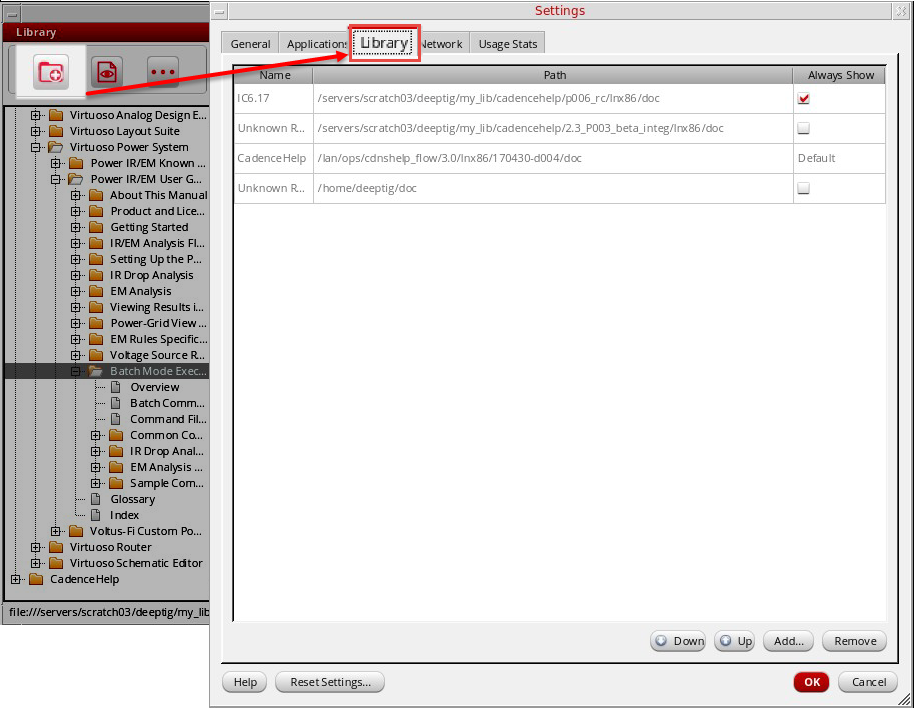 Settings
Library
General
Applications
Library
Network
Usage Stats
Name Path Always Show
IC6.17 /servers/scratch03/deeptig/my_lib/cadencehelp/p006_rc/lnx86/doc
Unknown R... /servers/scratch03/deeptig/my_lib/cadencehelp/2.3_P003_beta_integ/lnx86/doc
CadenceHelp /lan/ops/cdnshelp_flow/3.0/lnx86/170430-d004/doc Default
Unknown R... /home/deeptig/doc
Virtuoso Analog Design E...
Virtuoso Layout Suite
Virtuoso Power System
Power IR/EM Known ...
Power IR/EM User G...
About This Manual
Product and Lice...
Getting Started
IR/EM Analysis Fl...
Setting Up the P...
IR Drop Analysis
EM Analysis
Viewing Results i...
Power-Grid View ...
EM Rules Specific...
Voltage Source R...
Batch Mode Exec...
Overview
Batch Comm...
Command Fil...
Common Co...
IR Drop Anal...
EM Analysis ...
Sample Com...
Glossary
Index
Voltus-Fi Custom Po...
Virtuoso Router
Virtuoso Schematic Editor
CadenceHelp
file:///servers/scratch03/deeptig/my_lib
Down Up Add... Remove
Help Reset Settings... OK Cancel